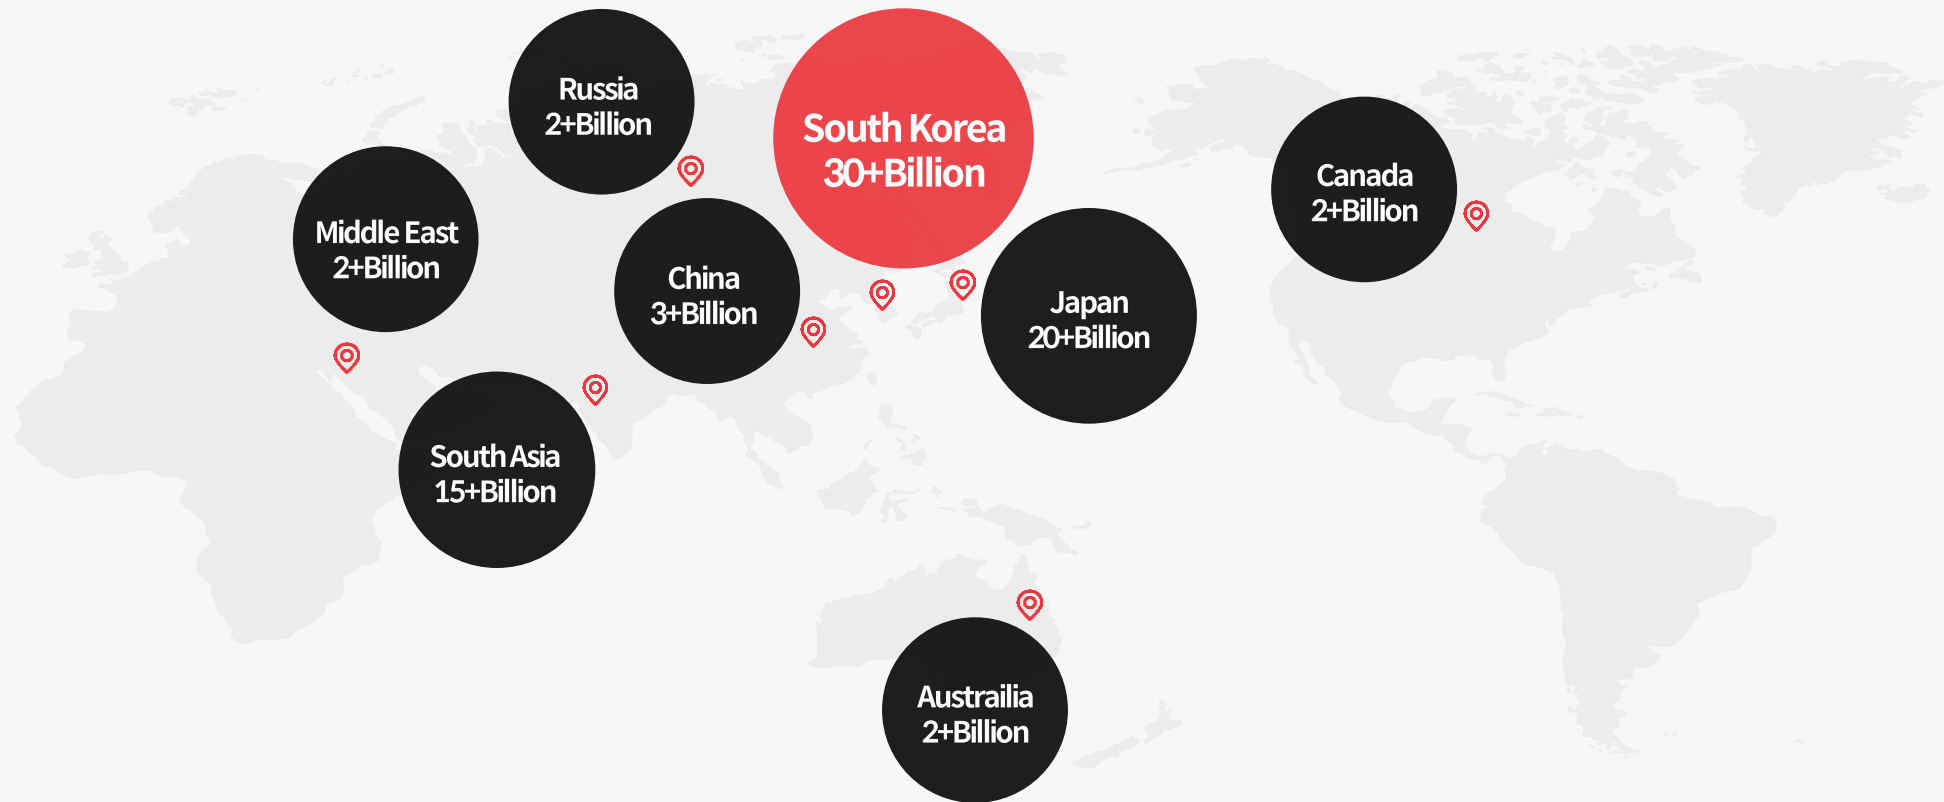 Russia
2+Billion
South Korea
30+Billion
Canada
2+Billion
Middle East
2+Billion
China
3+Billion
Japan
20+Billion
South Asia
15+Billion
Austrailia
2+Billion